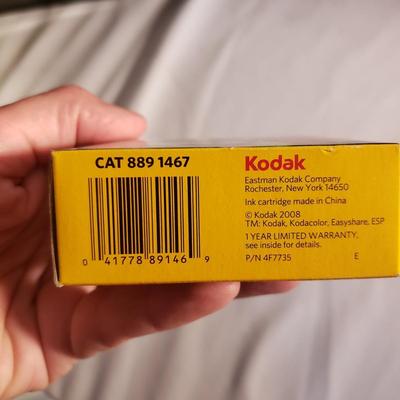 CAT 889 1467
0 41778 89146 9
Kodak
Eastman Kodak Company
Rochester, New York 14650
Ink cartridge made in China
© Kodak 2008
TM: Kodak, Kodacolor, Easyshare, ESP
1 YEAR LIMITED WARRANTY,
see inside for details.
P/N 4F7735 E